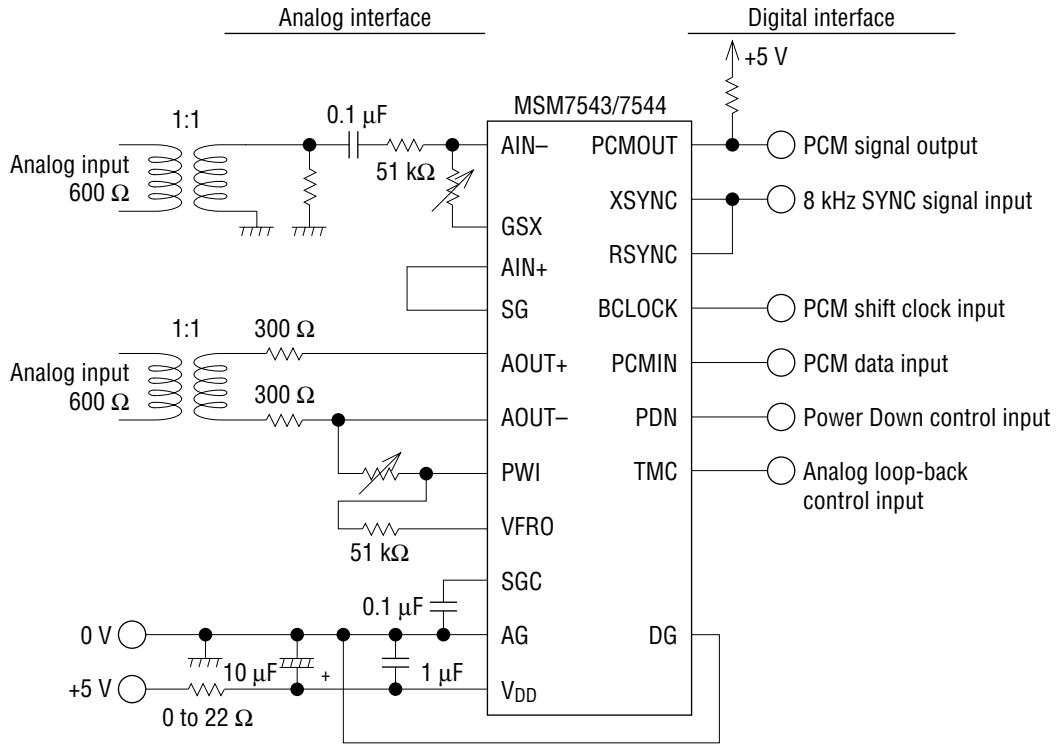 Analog interface
Digital interface
+5 V
MSM7543/7544
1:1
0.1 μF
Analog input
600 Ω
51 kΩ
AIN–
GSX
AIN+
SG
1:1
300 Ω
Analog input
600 Ω
300 Ω
AOUT+
AOUT–
PWI
VFRO
51 kΩ
SGC
0.1 μF
0 V
AG
10 μF
+
1 μF
+5 V
VDD
0 to 22 Ω
PCMOUT
PCM signal output
XSYNC
8 kHz SYNC signal input
RSYNC
BCLOCK
PCM shift clock input
PCMIN
PCM data input
PDN
Power Down control input
TMC
Analog loop-back
control input
DG